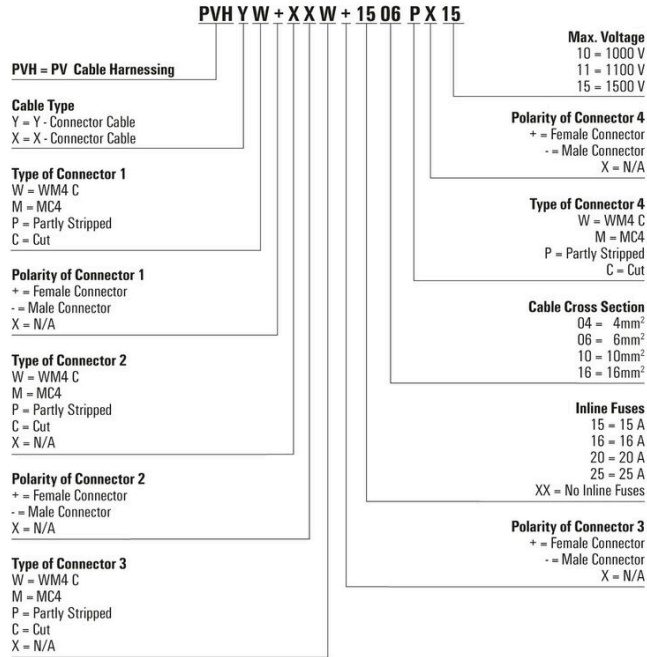 PVH Y W + X X W + 15 06 P X 15
PVH = PV Cable Harnessing
Cable Type
Y = Y - Connector Cable
X = X - Connector Cable
Type of Connector 1
W = WM4 C
M = MC4
P = Partly Stripped
C = Cut
Polarity of Connector 1
+ = Female Connector
- = Male Connector
X = N/A
Type of Connector 2
W = WM4 C
M = MC4
P = Partly Stripped
C = Cut
X = N/A
Polarity of Connector 2
+ = Female Connector
- = Male Connector
X = N/A
Type of Connector 3
W = WM4 C
M = MC4
P = Partly Stripped
C = Cut
X = N/A
Max. Voltage
10 = 1000 V
11 = 1100 V
15 = 1500 V
Polarity of Connector 4
+ = Female Connector
- = Male Connector
X = N/A
Type of Connector 4
W = WM4 C
M = MC4
P = Partly Stripped
C = Cut
Cable Cross Section
04 = 4mm²
06 = 6mm²
10 = 10mm²
16 = 16mm²
Inline Fuses
15 = 15 A
16 = 16 A
20 = 20 A
25 = 25 A
XX = No Inline Fuses
Polarity of Connector 3
+ = Female Connector
- = Male Connector
X = N/A